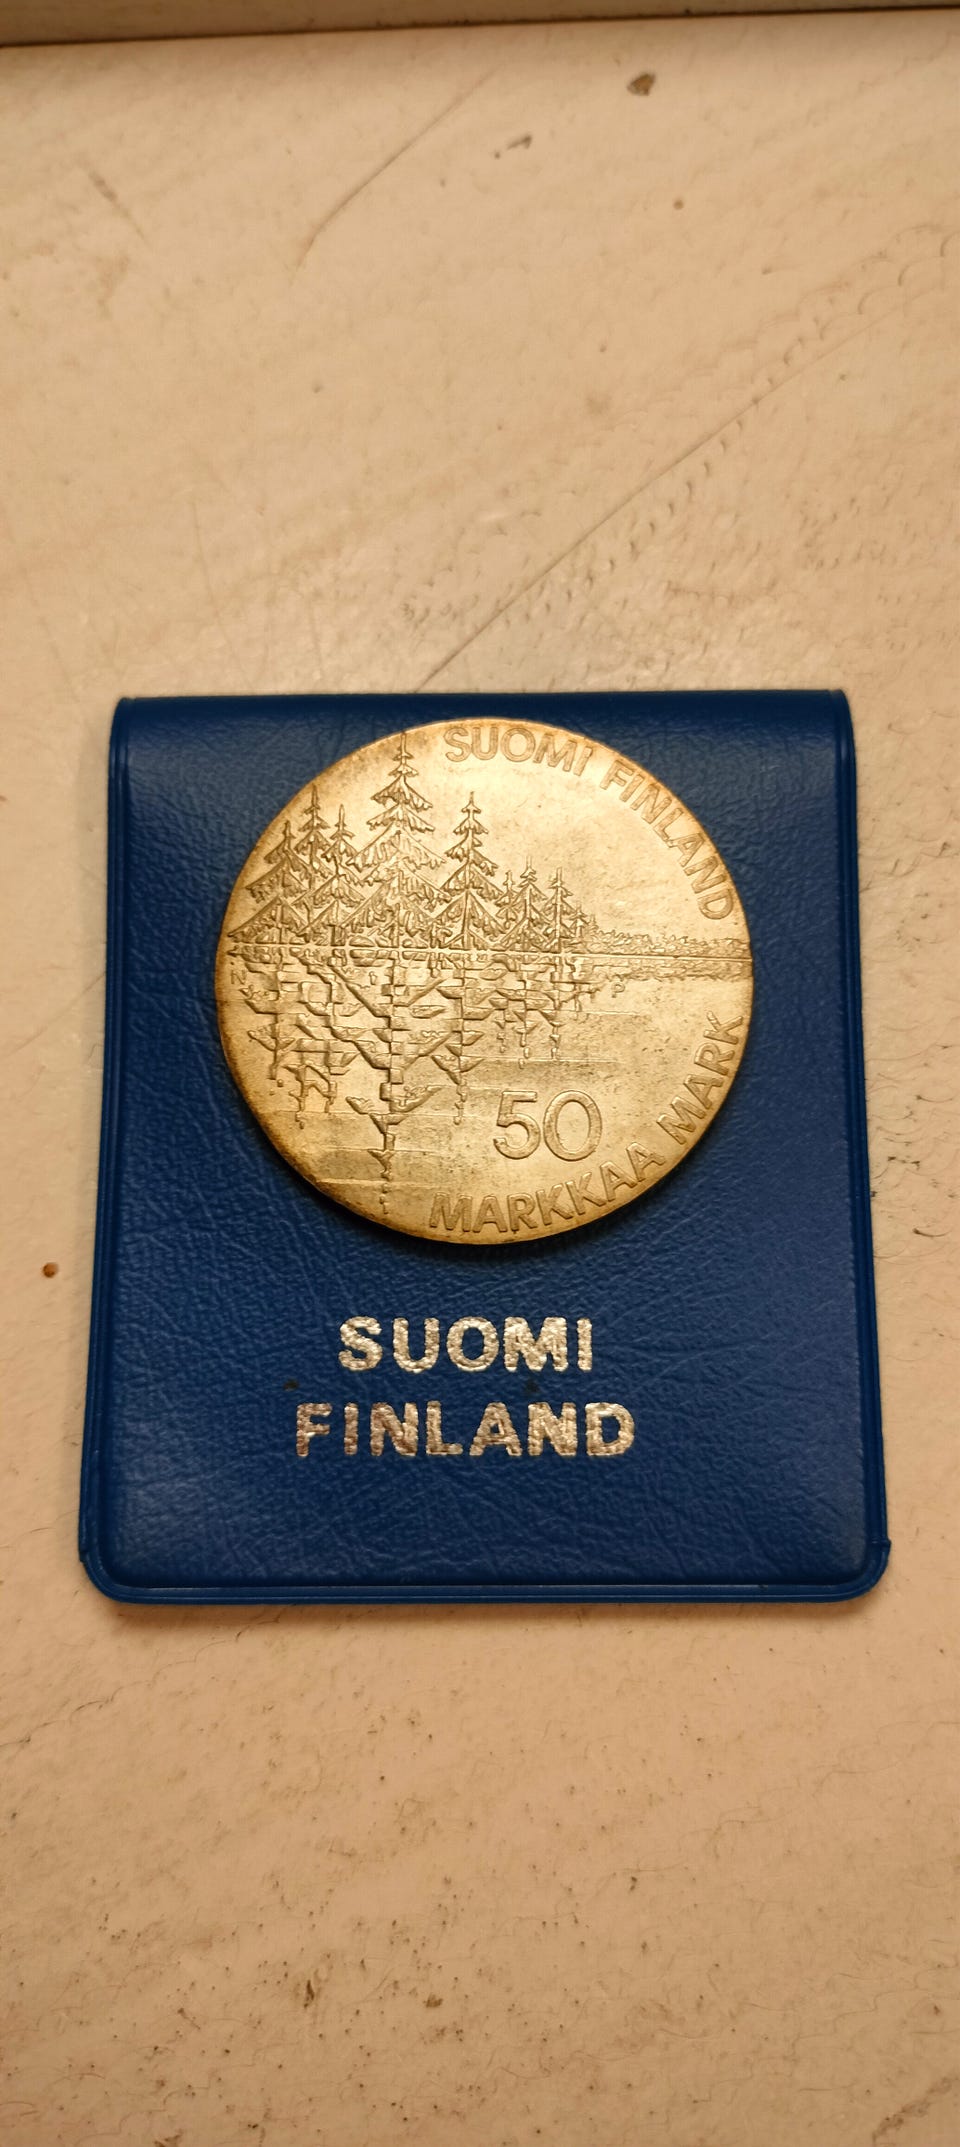 SUOMI FINLAND
N
P
50
MARKKAA MARK
SUOMI
FINLAND